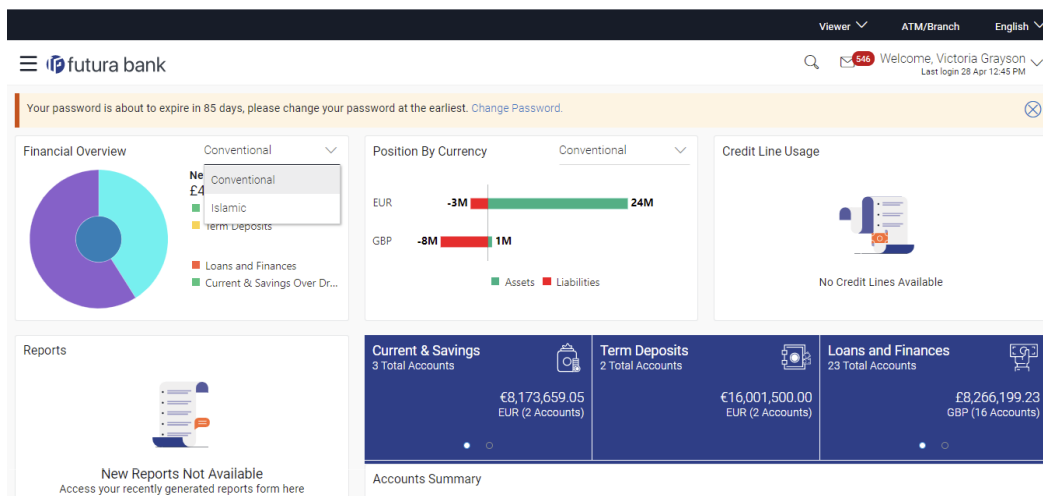 Viewer ATM/Branch English
futura bank
546 Welcome, Victoria Grayson
Last login 28 Apr 12:45 PM
Your password is about to expire in 85 days, please change your password at the earliest. Change Password.
Financial Overview Conventional
Ne
£4
Conventional
Islamic
Term Deposits
Loans and Finances
Current & Savings Over Dr...
Position By Currency Conventional
EUR -3M 24M
GBP -8M 1M
Assets Liabilities
Credit Line Usage
No Credit Lines Available
Reports
New Reports Not Available
Access your recently generated reports form here
Current & Savings
3 Total Accounts
€8,173,659.05
EUR (2 Accounts)
Term Deposits
2 Total Accounts
€16,001,500.00
EUR (2 Accounts)
Loans and Finances
23 Total Accounts
£8,266,199.23
GBP (16 Accounts)
Accounts Summary